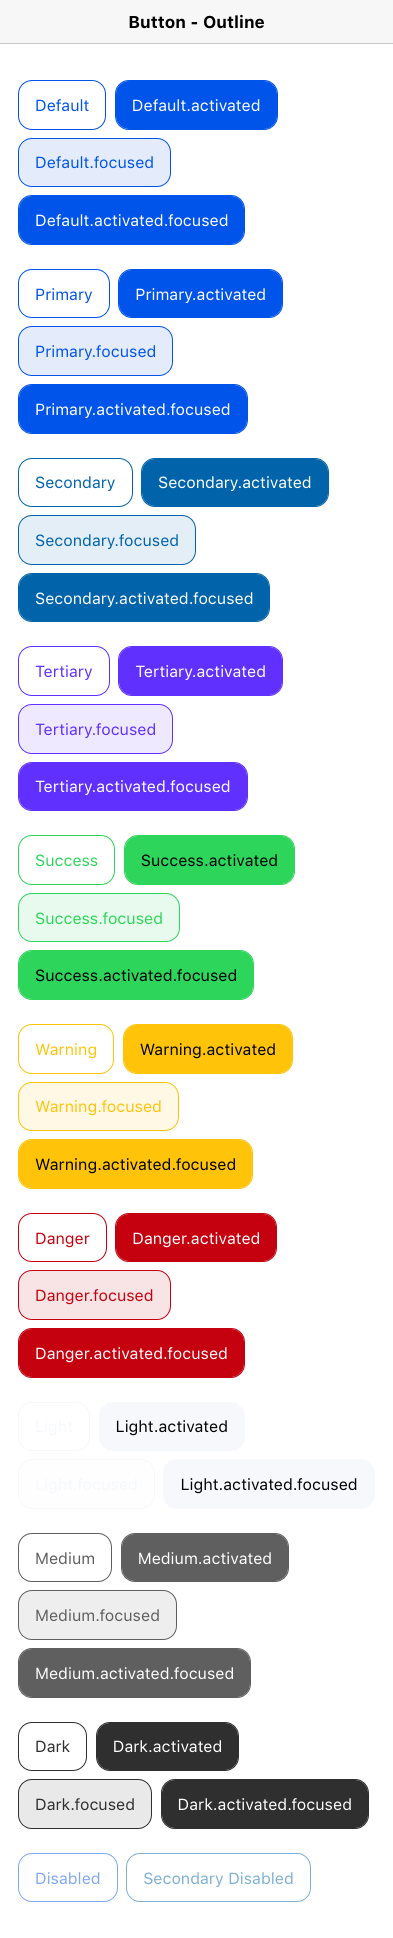 Button - Outline
Default Default.activated
Default.focused
Default.activated.focused
Primary Primary.activated
Primary.focused
Primary.activated.focused
Secondary Secondary.activated
Secondary.focused
Secondary.activated.focused
Tertiary Tertiary.activated
Tertiary.focused
Tertiary.activated.focused
Success Success.activated
Success.focused
Success.activated.focused
Warning Warning.activated
Warning.focused
Warning.activated.focused
Danger Danger.activated
Danger.focused
Danger.activated.focused
Light Light.activated
Light.focused Light.activated.focused
Medium Medium.activated
Medium.focused
Medium.activated.focused
Dark Dark.activated
Dark.focused Dark.activated.focused
Disabled Secondary Disabled